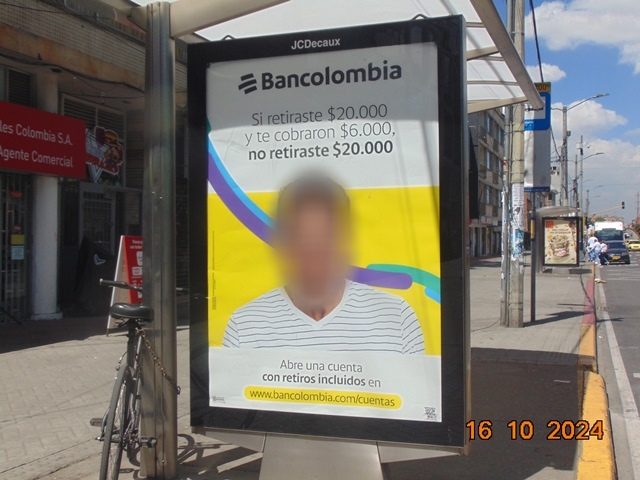 JCDecaux
Bancolombia
Si retiraste $20.000
y te cobraron $6.000,
no retiraste $20.000
les Colombia S.A.
Agente Comercial
Abre una cuenta
con retiros incluidos en
www.bancolombia.com/cuentas
16 10 2024